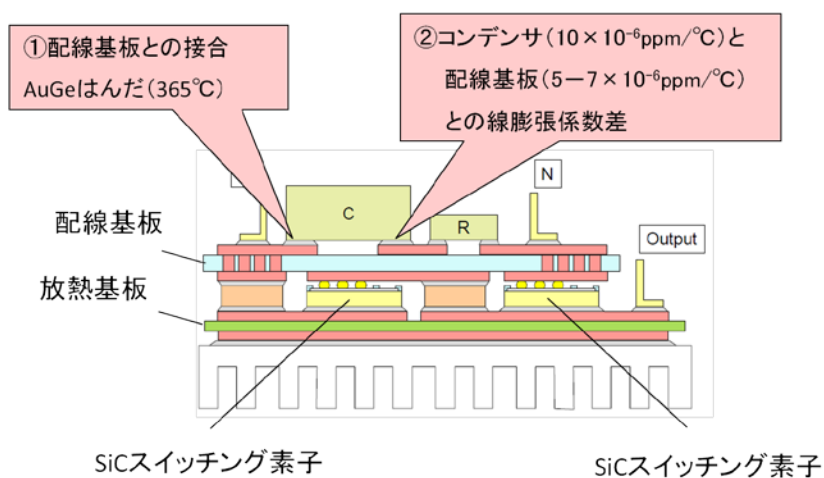 ①配線基板との接合
AuGeはんだ(365℃)
②コンデンサ(10×10⁻⁶ppm/℃)と
配線基板(5ー7×10⁻⁶ppm/℃)
との線膨張係数差
N
C
R
配線基板
Output
放熱基板
SiCスイッチング素子
SiCスイッチング素子